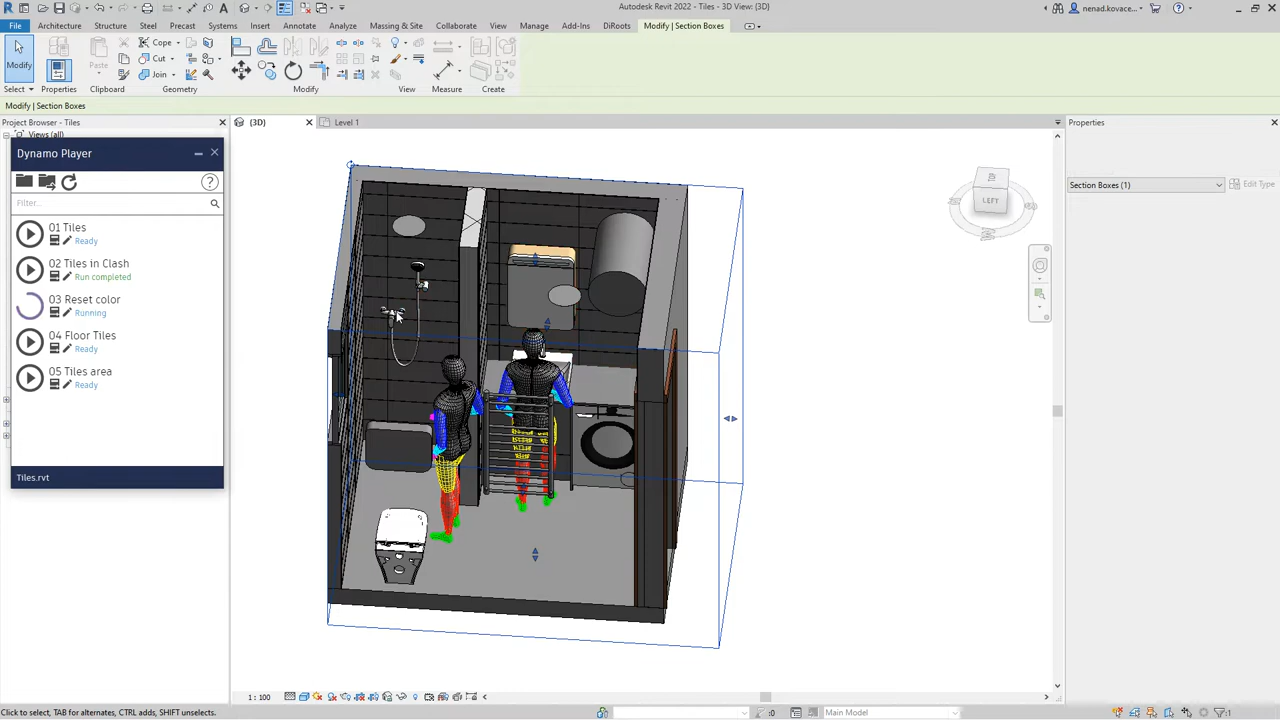 Autodesk Revit 2022 - Tiles - 3D View: {3D}
nenad.kovace...
File Architecture Structure Steel Precast Systems Insert Annotate Analyze Massing & Site Collaborate View Manage Add-Ins DiRoots Modify | Section Boxes
Modify
Paste
Cope
Cut
Join
Select Properties Clipboard Geometry Modify View Measure Create
Modify | Section Boxes
Project Browser - Tiles
Views (all)
{3D}
Level 1
Properties
Section Boxes (1)
Edit Type
Dynamo Player
Filter...
01 Tiles
Ready
02 Tiles in Clash
Run completed
03 Reset color
Running
04 Floor Tiles
Ready
05 Tiles area
Ready
Tiles.rvt
LEFT
1 : 100
Click to select, TAB for alternates, CTRL adds, SHIFT unselects.
:0
Main Model
:1